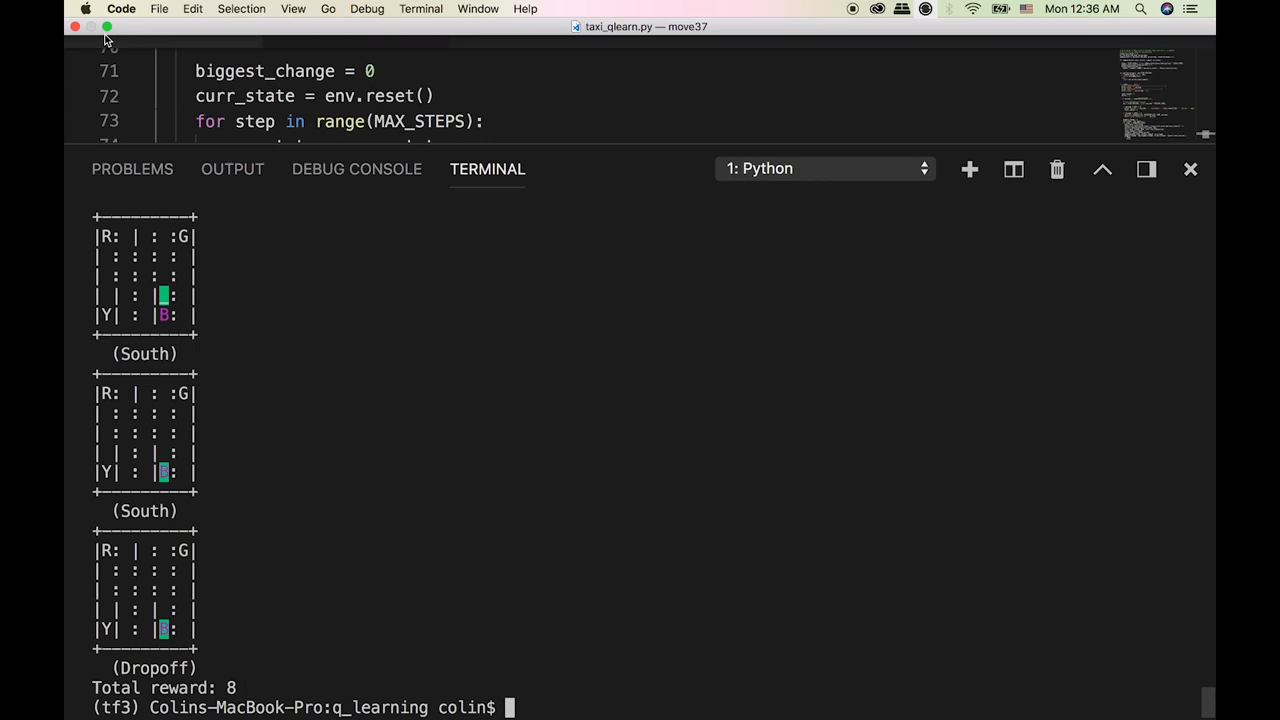 Code File Edit Selection View Go Debug Terminal Window Help Mon 12:36 AM
taxi_qlearn.py — move37
70
71 biggest_change = 0
72 curr_state = env.reset()
73 for step in range(MAX_STEPS):
PROBLEMS OUTPUT DEBUG CONSOLE TERMINAL 1: Python
+---------+
|R: | : :G|
| : : : : |
| : : : : |
| | : |_: |
|Y| : |B: |
+---------+
(South)
+---------+
|R: | : :G|
| : : : : |
| : : : : |
| | : | : |
|Y| : |B: |
+---------+
(South)
+---------+
|R: | : :G|
| : : : : |
| : : : : |
| | : | : |
|Y| : |B: |
+---------+
(Dropoff)
Total reward: 8
(tf3) Colins-MacBook-Pro:q_learning colin$